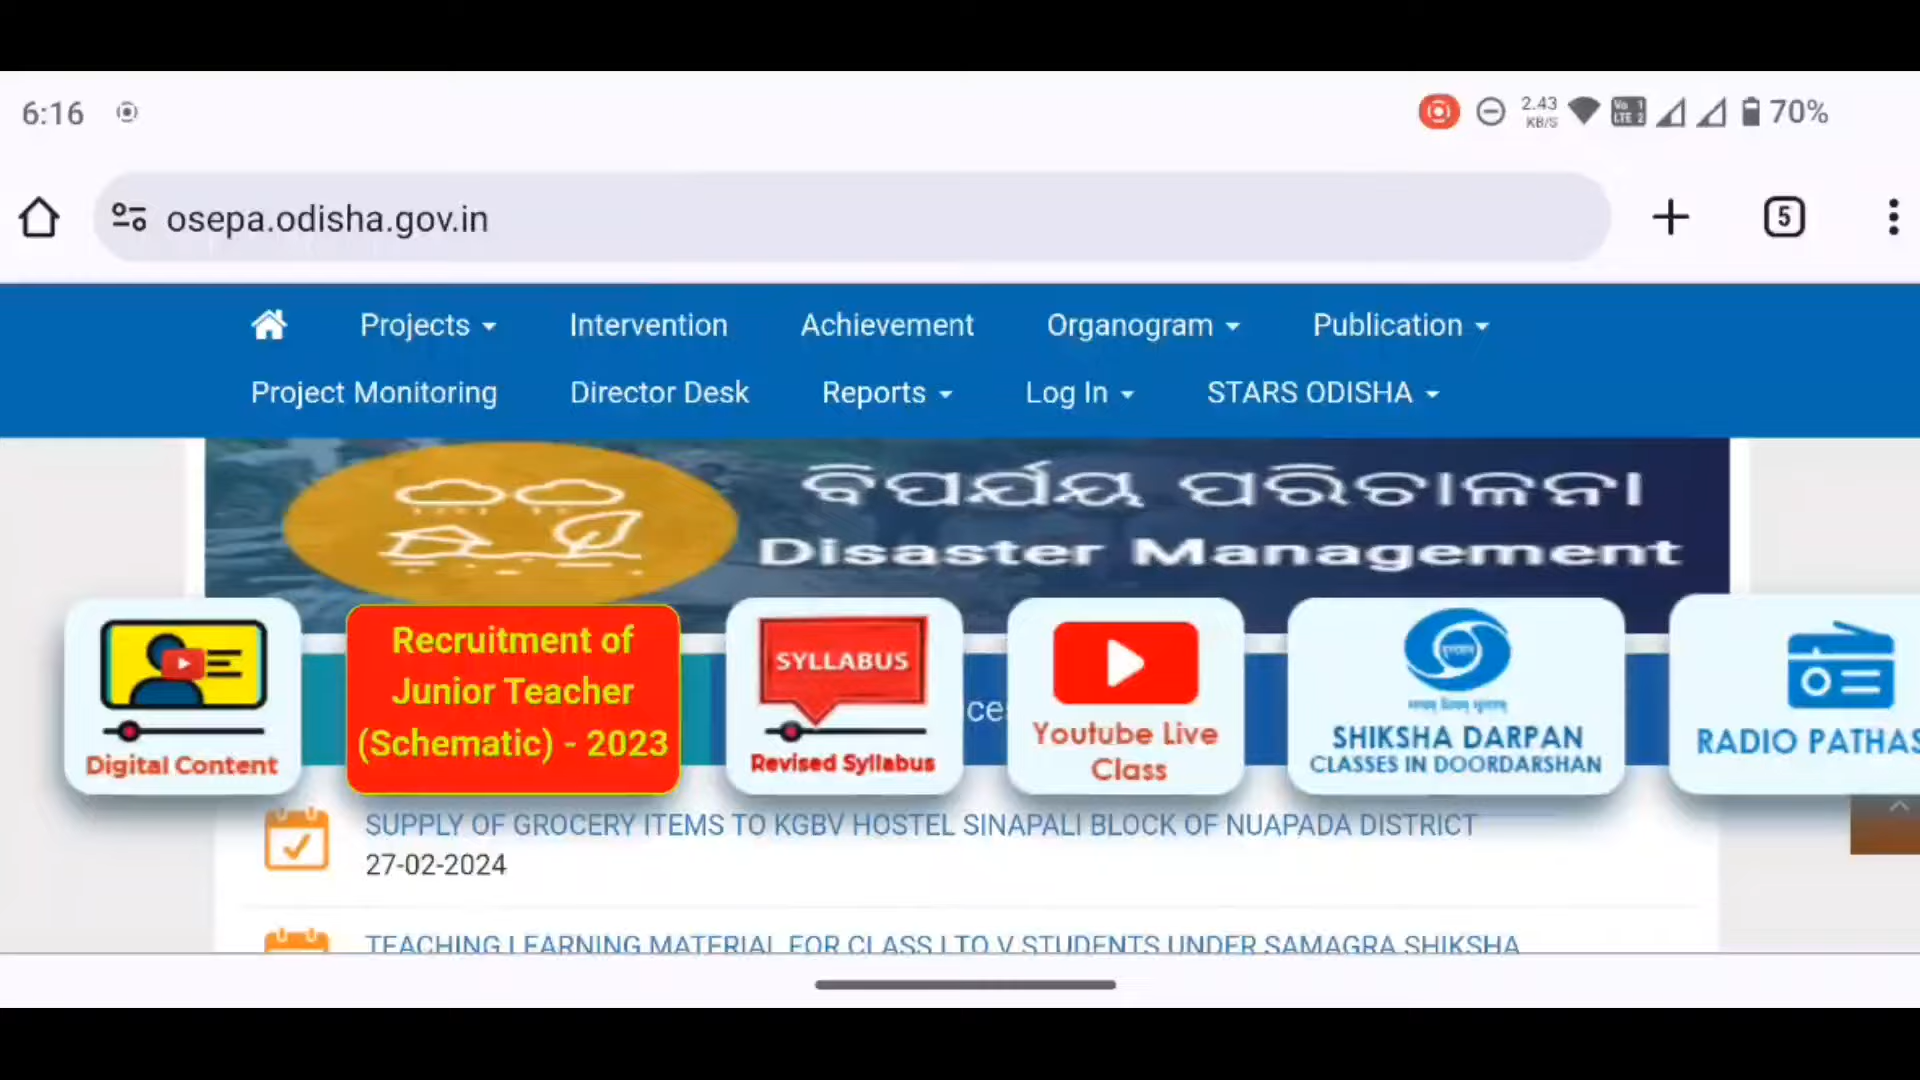 6:16
2.43
KB/S
Vo 1
LTE 2
70%
osepa.odisha.gov.in
5
Projects
Intervention
Achievement
Organogram
Publication
Project Monitoring
Director Desk
Reports
Log In
STARS ODISHA
ବିପର୍ଯ୍ୟୟ ପରିଚାଳନା
Disaster Management
Digital Content
Recruitment of
Junior Teacher
(Schematic) - 2023
SYLLABUS
Revised Syllabus
Youtube Live
Class
SHIKSHA DARPAN
CLASSES IN DOORDARSHAN
RADIO PATHAS
SUPPLY OF GROCERY ITEMS TO KGBV HOSTEL SINAPALI BLOCK OF NUAPADA DISTRICT
27-02-2024
TEACHING LEARNING MATERIAL FOR CLASS I TO V STUDENTS UNDER SAMAGRA SHIKSHA